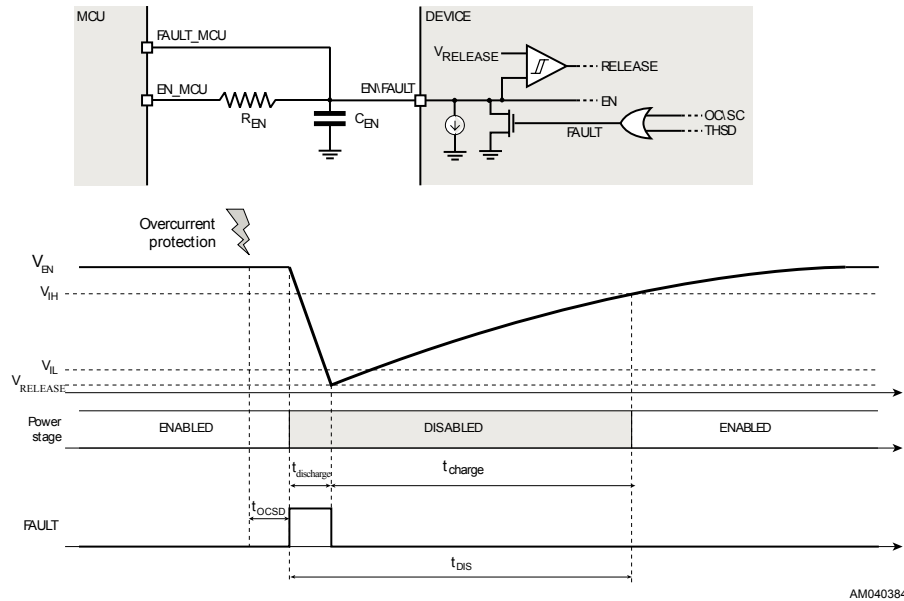 MCU
DEVICE
FAULT_MCU
VRELEASE
RELEASE
EN_MCU
EN\FAULT
EN
REN
CEN
FAULT
OC\SC
THSD
Overcurrent
protection
VEN
VIH
VIL
VRELEASE
Power
stage
ENABLED
DISABLED
ENABLED
tdischarge
tcharge
tOCSD
FAULT
tDIS
AM040384